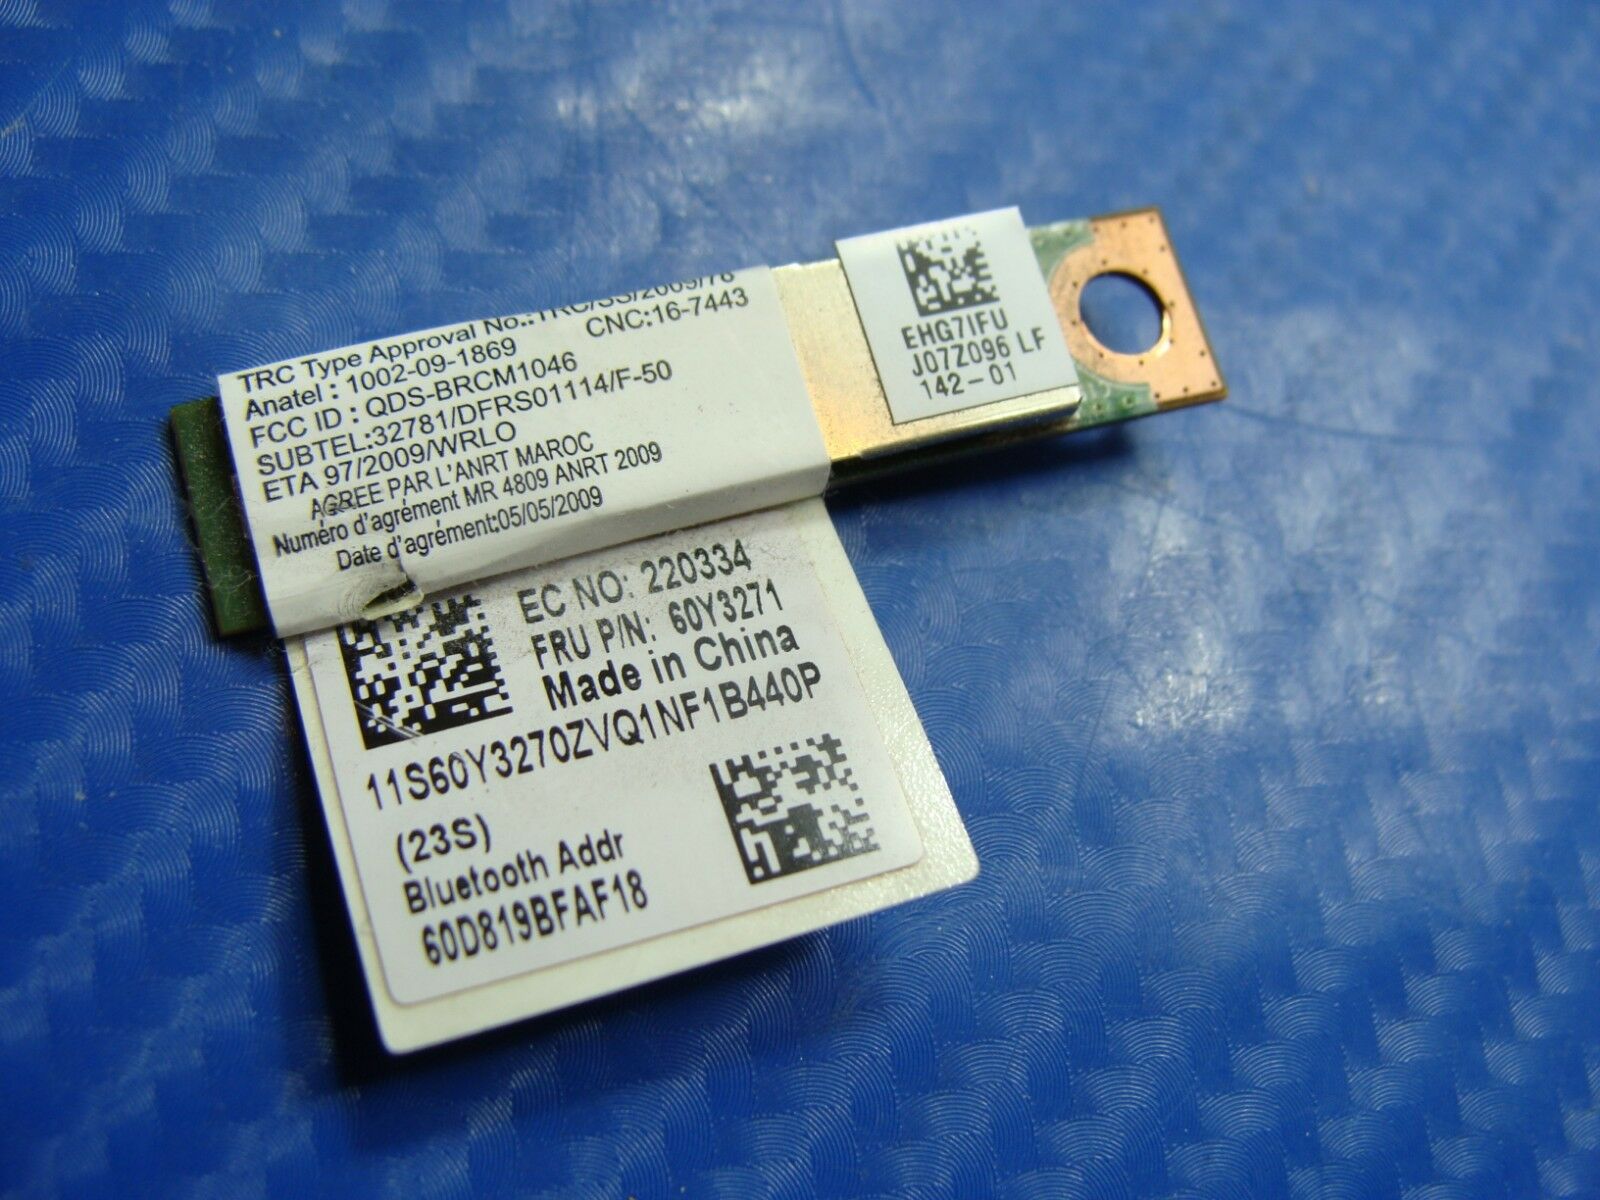 TRC Type Approval No.:TRC/SS/2009/78
Anatel : 1002-09-1869 CNC:16-7443
FCC ID : QDS-BRCM1046
SUBTEL:32781/DFRS01114/F-50
ETA 97/2009/WRLO
AGREE PAR L'ANRT MAROC
Numéro d'agrément MR 4809 ANRT 2009
Date d'agrément:05/05/2009
EHG7IFU
J07Z096 LF
142-01
EC NO: 220334
FRU P/N: 60Y3271
Made in China
11S60Y3270ZVQ1NF1B440P
(23S)
Bluetooth Addr
60D819BFAF18